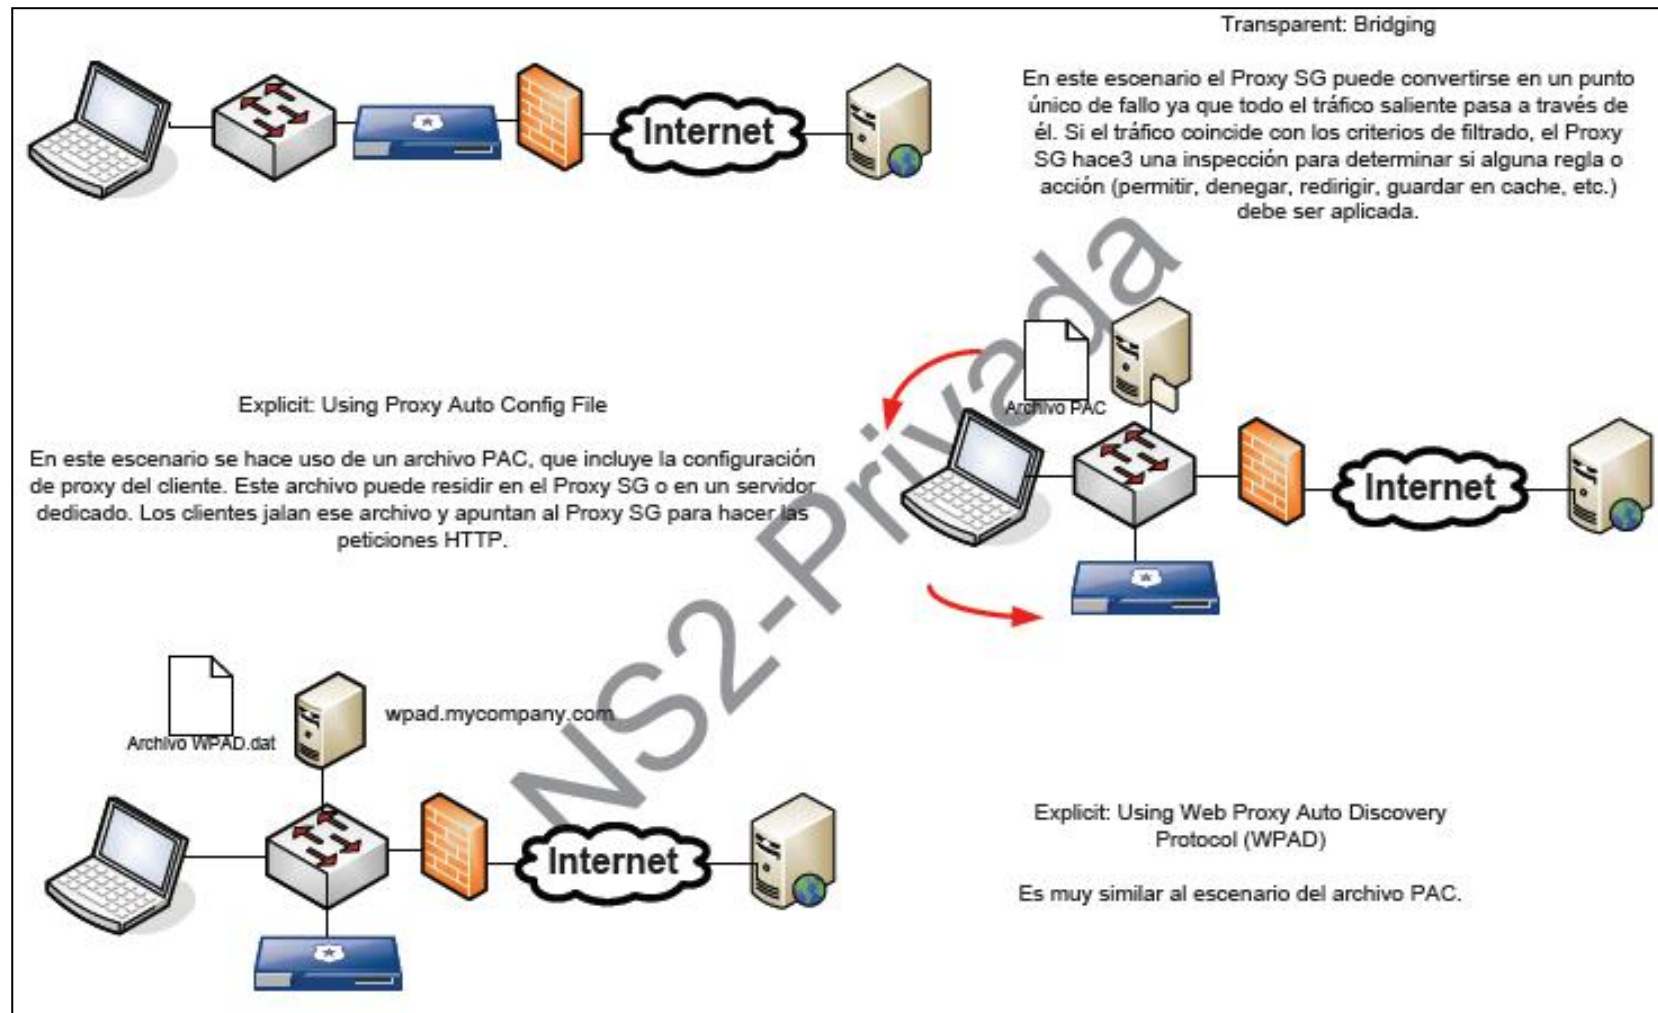 Transparent: Bridging
En este escenario el Proxy SG puede convertirse en un punto
único de fallo ya que todo el tráfico saliente pasa a través de
él. Si el tráfico coincide con los criterios de filtrado, el Proxy
SG hace3 una inspección para determinar si alguna regla o
acción (permitir, denegar, redirigir, guardar en cache, etc.)
debe ser aplicada.
Internet
Explicit: Using Proxy Auto Config File
En este escenario se hace uso de un archivo PAC, que incluye la configuración
de proxy del cliente. Este archivo puede residir en el Proxy SG o en un servidor
dedicado. Los clientes jalan ese archivo y apuntan al Proxy SG para hacer las
peticiones HTTP.
Archivo PAC
Internet
NS2-Privada
Archivo WPAD.dat
wpad.mycompany.com
Internet
Explicit: Using Web Proxy Auto Discovery
Protocol (WPAD)
Es muy similar al escenario del archivo PAC.